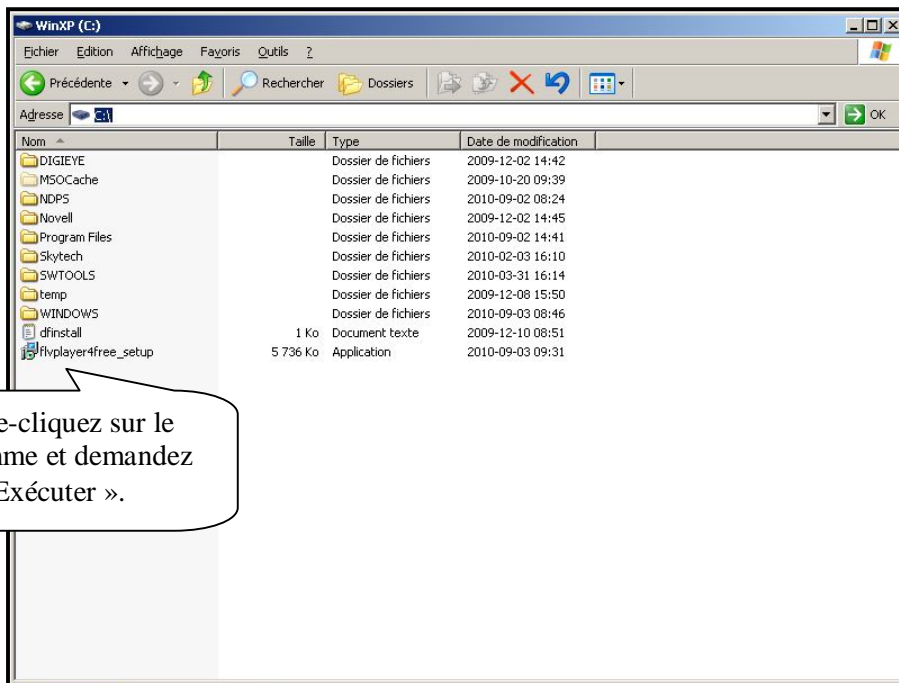 WinXP (C:)
Fichier Edition Affichage Favoris Outils ?
Précédente Rechercher Dossiers
Adresse C:\ OK
Nom Taille Type Date de modification
DIGIEYE Dossier de fichiers 2009-12-02 14:42
MSOCache Dossier de fichiers 2009-10-20 09:39
NDPS Dossier de fichiers 2010-09-02 08:24
Novell Dossier de fichiers 2009-12-02 14:45
Program Files Dossier de fichiers 2010-09-02 14:41
Skytech Dossier de fichiers 2010-02-03 16:10
SWTOOLS Dossier de fichiers 2010-03-31 16:14
temp Dossier de fichiers 2009-12-08 15:50
WINDOWS Dossier de fichiers 2010-09-03 08:46
dfinstall 1 Ko Document texte 2009-12-10 08:51
flvplayer4free_setup 5 736 Ko Application 2010-09-03 09:31
e-cliquez sur le
me et demandez
Exécuter ».